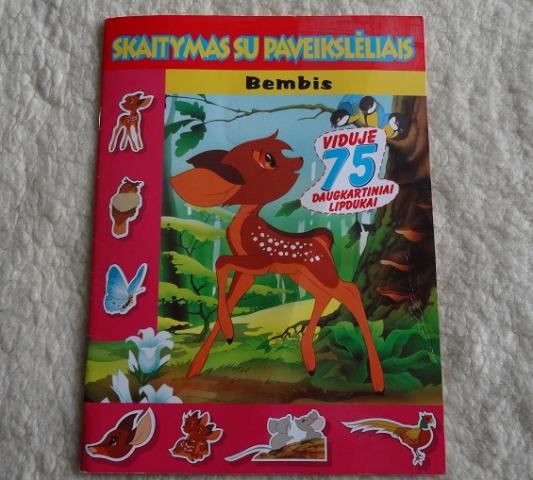 SKAITYMAS SU PAVEIKSLĖLIAIS
Bembis
VIDUJE
75
DAUGKARTINIAI
LIPDUKAI